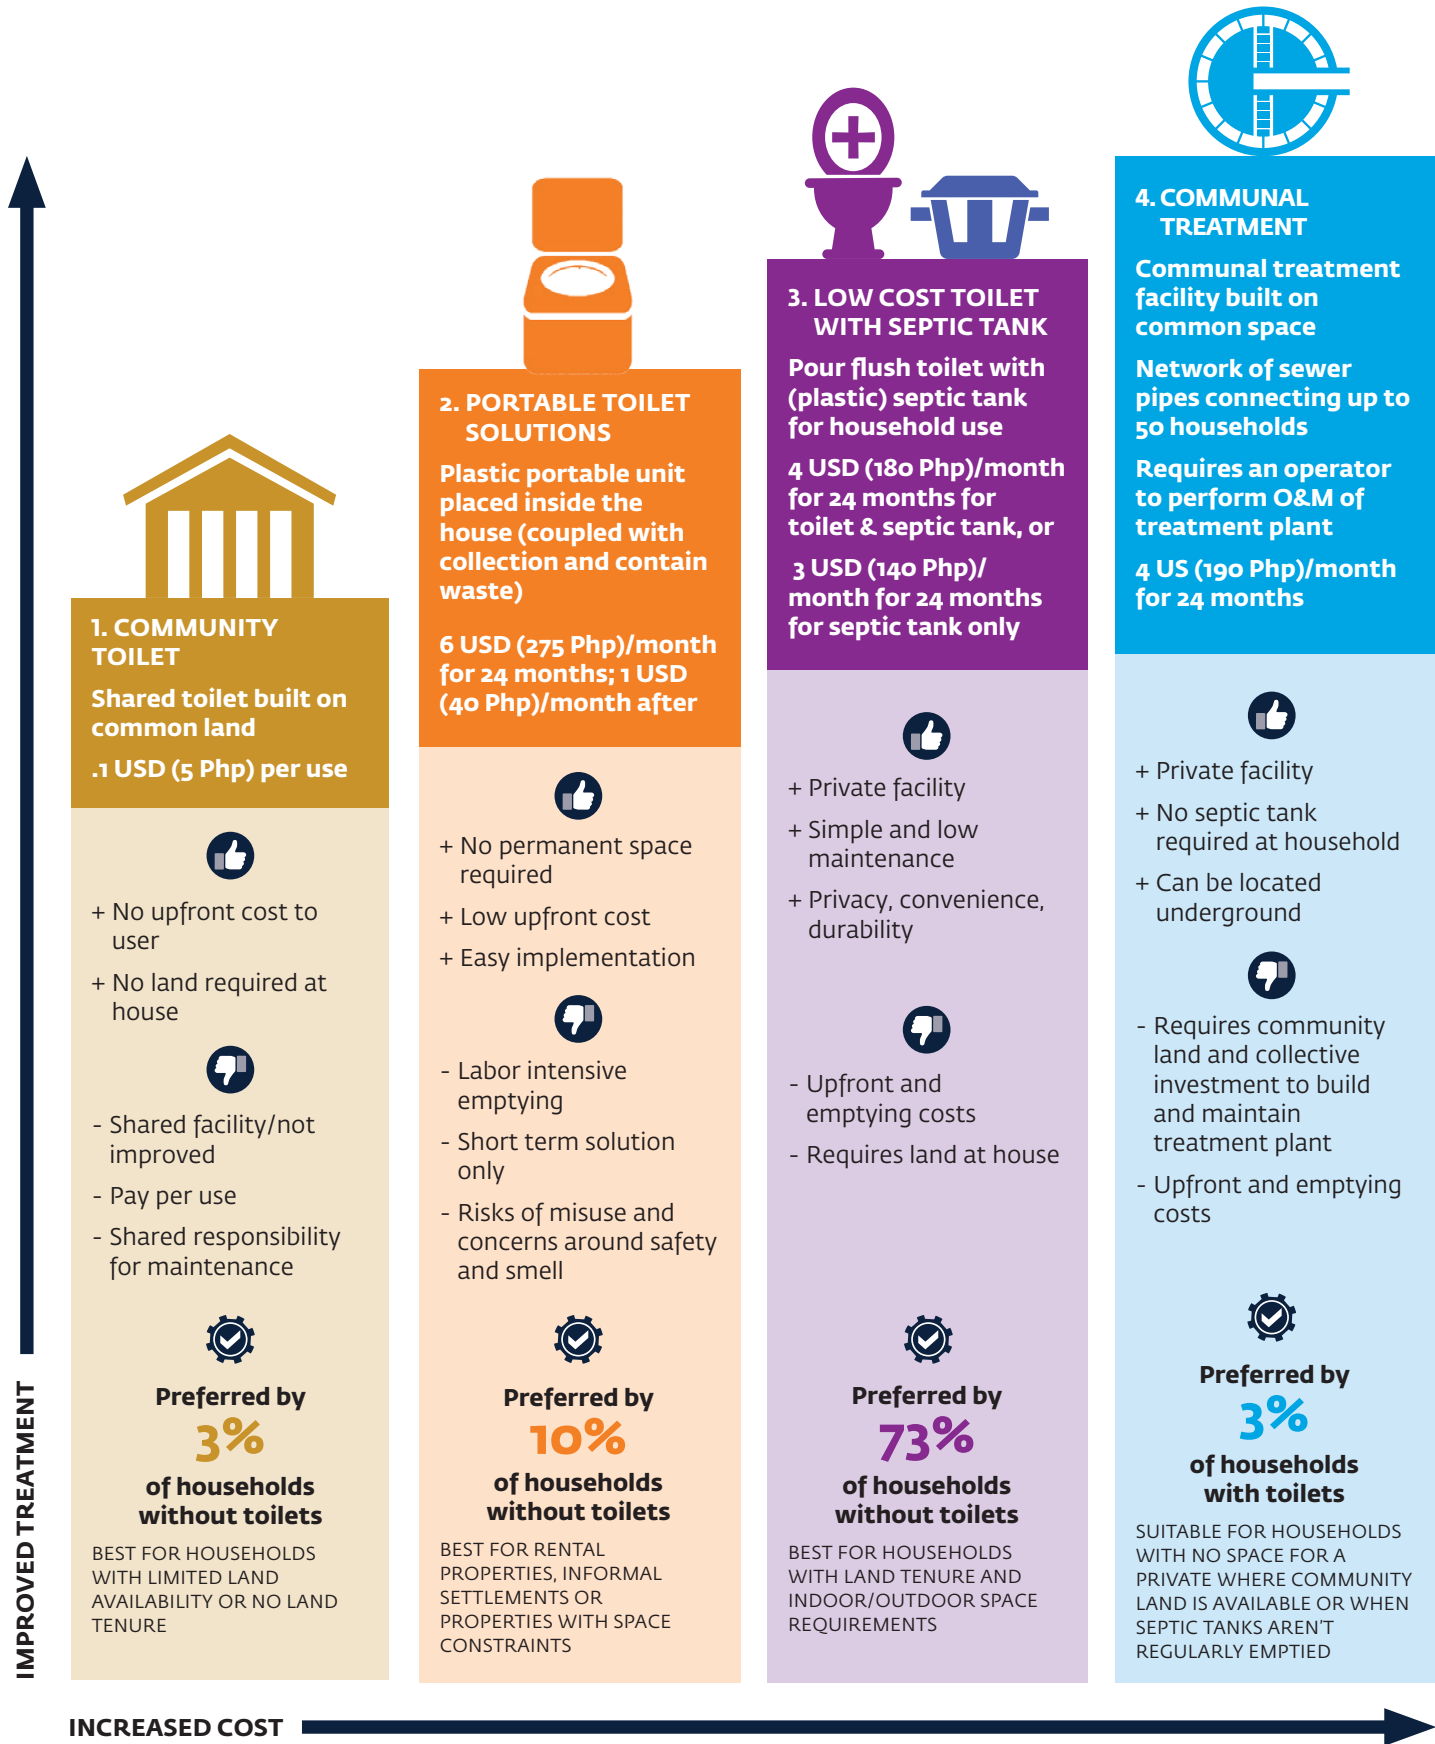 1. COMMUNITY
TOILET
Shared toilet built on
common land
.1 USD (5 Php) per use
+ No upfront cost to
user
+ No land required at
house
- Shared facility/not
improved
- Pay per use
- Shared responsibility
for maintenance
Preferred by
3%
of households
without toilets
BEST FOR HOUSEHOLDS
WITH LIMITED LAND
AVAILABILITY OR NO LAND
TENURE
2. PORTABLE TOILET
SOLUTIONS
Plastic portable unit
placed inside the
house (coupled with
collection and contain
waste)
6 USD (275 Php)/month
for 24 months; 1 USD
(40 Php)/month after
+ No permanent space
required
+ Low upfront cost
+ Easy implementation
- Labor intensive
emptying
- Short term solution
only
- Risks of misuse and
concerns around safety
and smell
Preferred by
10%
of households
without toilets
BEST FOR RENTAL
PROPERTIES, INFORMAL
SETTLEMENTS OR
PROPERTIES WITH SPACE
CONSTRAINTS
3. LOW COST TOILET
WITH SEPTIC TANK
Pour flush toilet with
(plastic) septic tank
for household use
4 USD (180 Php)/month
for 24 months for
toilet & septic tank, or
3 USD (140 Php)/
month for 24 months
for septic tank only
+ Private facility
+ Simple and low
maintenance
+ Privacy, convenience,
durability
- Upfront and
emptying costs
- Requires land at house
Preferred by
73%
of households
without toilets
BEST FOR HOUSEHOLDS
WITH LAND TENURE AND
INDOOR/OUTDOOR SPACE
REQUIREMENTS
4. COMMUNAL
TREATMENT
Communal treatment
facility built on
common space
Network of sewer
pipes connecting up to
50 households
Requires an operator
to perform O&M of
treatment plant
4 US (190 Php)/month
for 24 months
+ Private facility
+ No septic tank
required at household
+ Can be located
underground
- Requires community
land and collective
investment to build
and maintain
treatment plant
- Upfront and emptying
costs
Preferred by
3%
of households
with toilets
SUITABLE FOR HOUSEHOLDS
WITH NO SPACE FOR A
PRIVATE WHERE COMMUNITY
LAND IS AVAILABLE OR WHEN
SEPTIC TANKS AREN'T
REGULARLY EMPTIED
IMPROVED TREATMENT
INCREASED COST